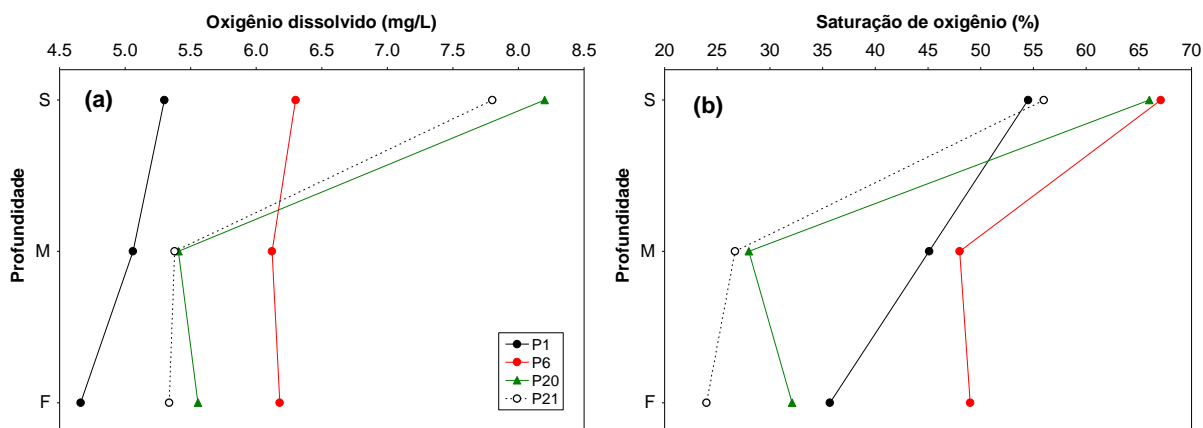 Oxigênio dissolvido (mg/L)
4.5 5.0 5.5 6.0 6.5 7.0 7.5 8.0 8.5
(a)
Profundidade
S
M
F
P1
P6
P20
P21
Saturação de oxigênio (%)
20 25 30 35 40 45 50 55 60 65 70
(b)
Profundidade
S
M
F